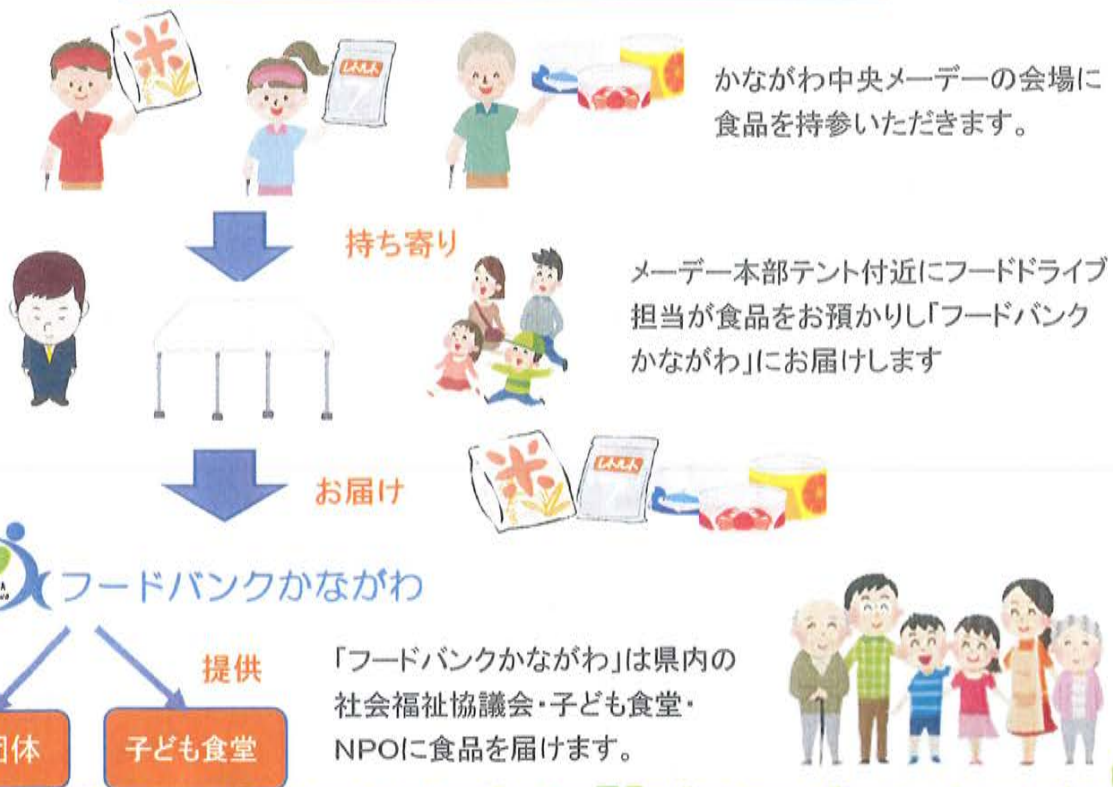 米
レトルト
かながわ中央メーデーの会場に
食品を持参いただきます。
持ち寄り
メーデー本部テント付近にフードドライブ
担当が食品をお預かりし「フードバンク
かながわ」にお届けします
お届け
米
レトルト
フードバンクかながわ
提供
「フードバンクかながわ」は県内の
社会福祉協議会・子ども食堂・
NPOに食品を届けます。
団体
子ども食堂